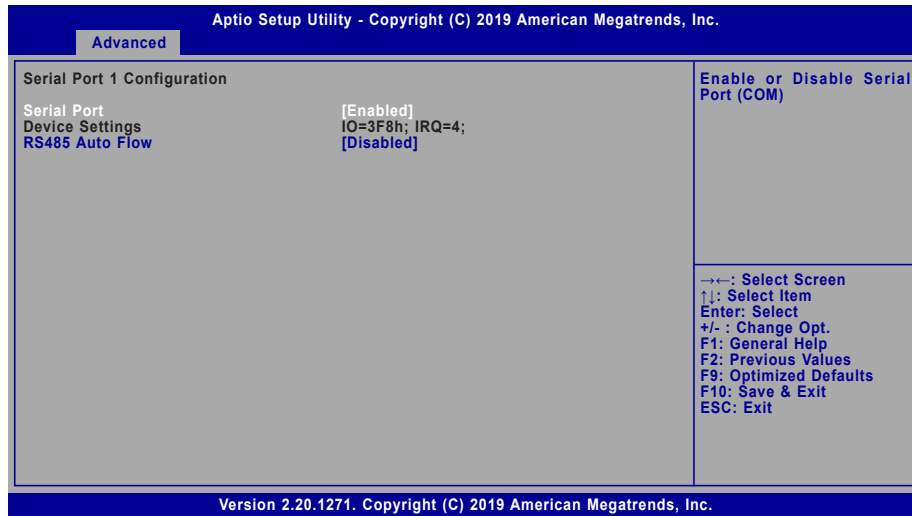 Aptio Setup Utility - Copyright (C) 2019 American Megatrends, Inc.
Advanced
Serial Port 1 Configuration
Serial Port [Enabled]
Device Settings IO=3F8h; IRQ=4;
RS485 Auto Flow [Disabled]
Enable or Disable Serial
Port (COM)
→←: Select Screen
↑↓: Select Item
Enter: Select
+/- : Change Opt.
F1: General Help
F2: Previous Values
F9: Optimized Defaults
F10: Save & Exit
ESC: Exit
Version 2.20.1271. Copyright (C) 2019 American Megatrends, Inc.